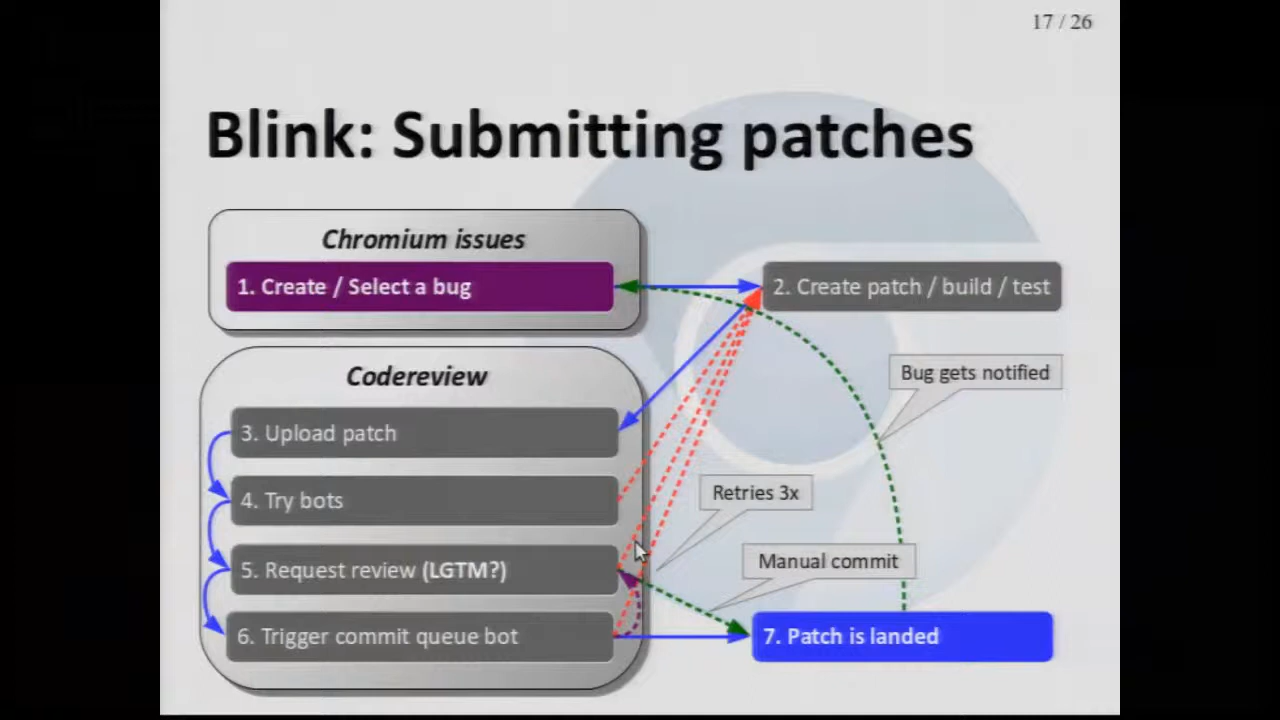 17 / 26
Blink: Submitting patches
Chromium issues
1. Create / Select a bug
2. Create patch / build / test
Codereview
Bug gets notified
3. Upload patch
4. Try bots
Retries 3x
5. Request review (LGTM?)
Manual commit
6. Trigger commit queue bot
7. Patch is landed